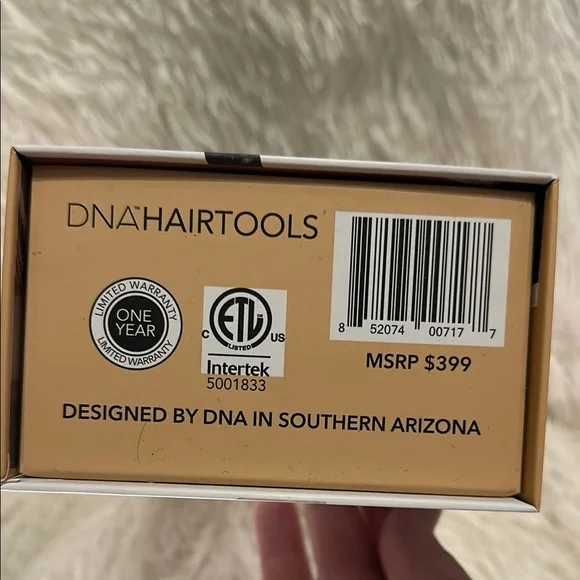 DNA™HAIRTOOLS
8 52074 00717 7
MSRP $399
LIMITED WARRANTY
ONE
YEAR
LIMITED WARRANTY
C ETL US
LISTED
Intertek
5001833
DESIGNED BY DNA IN SOUTHERN ARIZONA